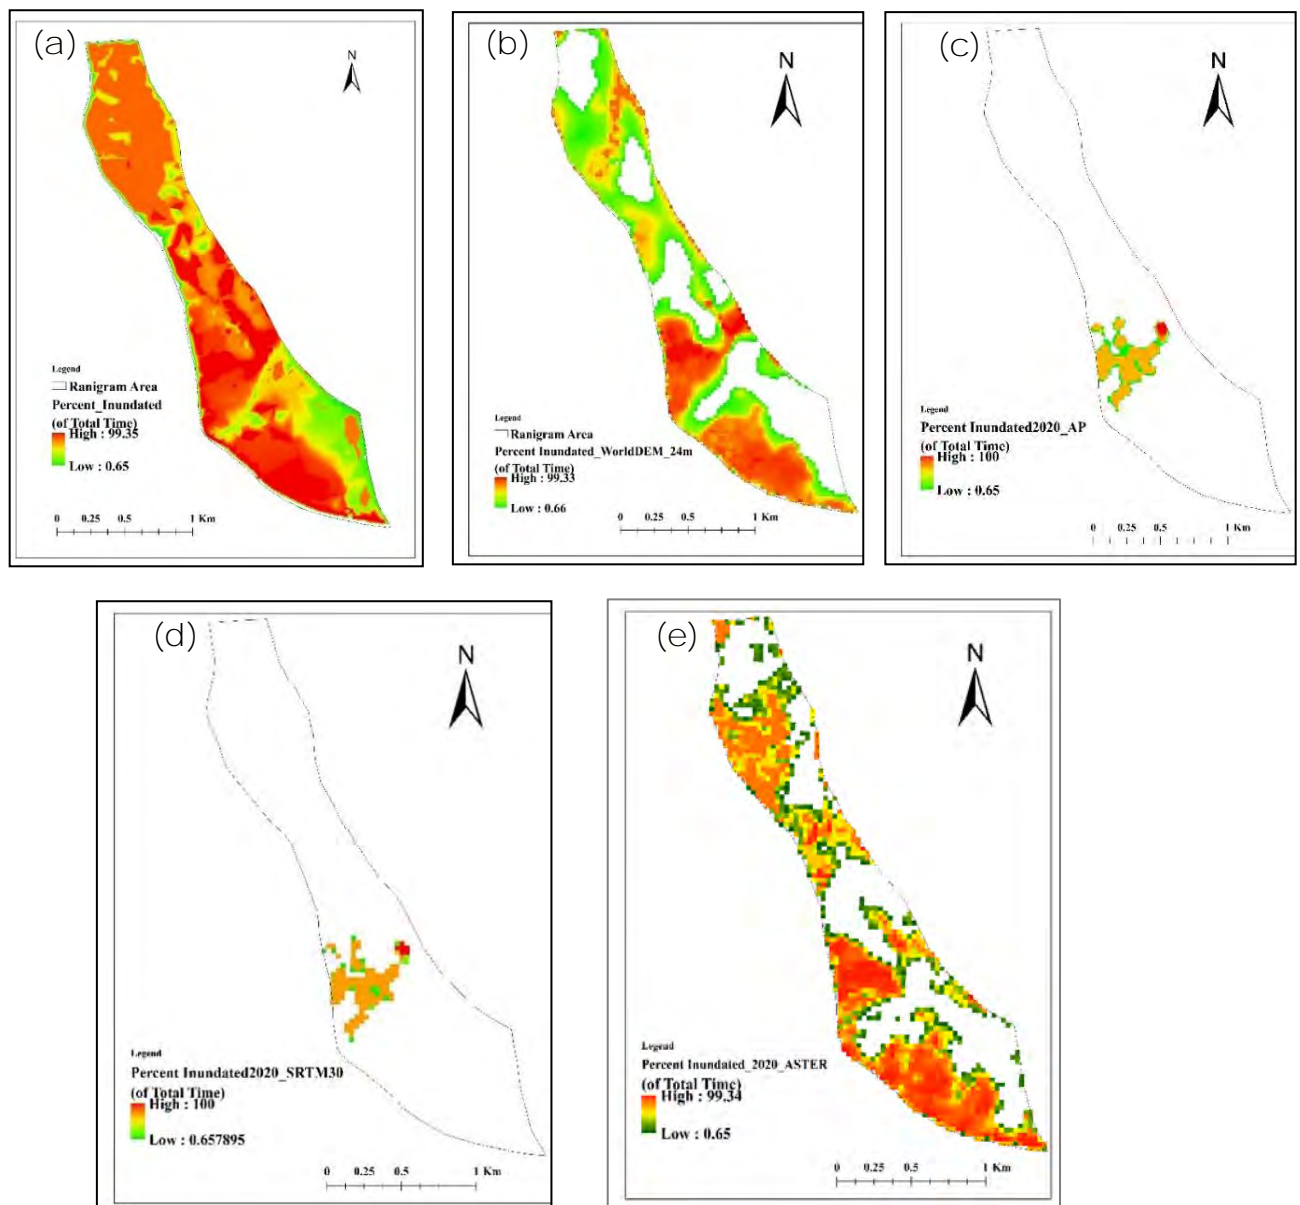 (a)
N
Legend
Ranigram Area
Percent_Inundated
(of Total Time)
High : 99.35
Low : 0.65
0 0.25 0.5 1 Km
(b)
N
Legend
Ranigram Area
Percent Inundated_WorldDEM_24m
(of Total Time)
High : 99.33
Low : 0.66
0 0.25 0.5 1 Km
(c)
N
Legend
Percent Inundated2020_AP
(of Total Time)
High : 100
Low : 0.65
0 0.25 0.5 1 Km
(d)
N
Legend
Percent Inundated2020_SRTM30
(of Total Time)
High : 100
Low : 0.657895
0 0.25 0.5 1 Km
(e)
N
Legend
Percent Inundated_2020_ASTER
(of Total Time)
High : 99.34
Low : 0.65
0 0.25 0.5 1 Km